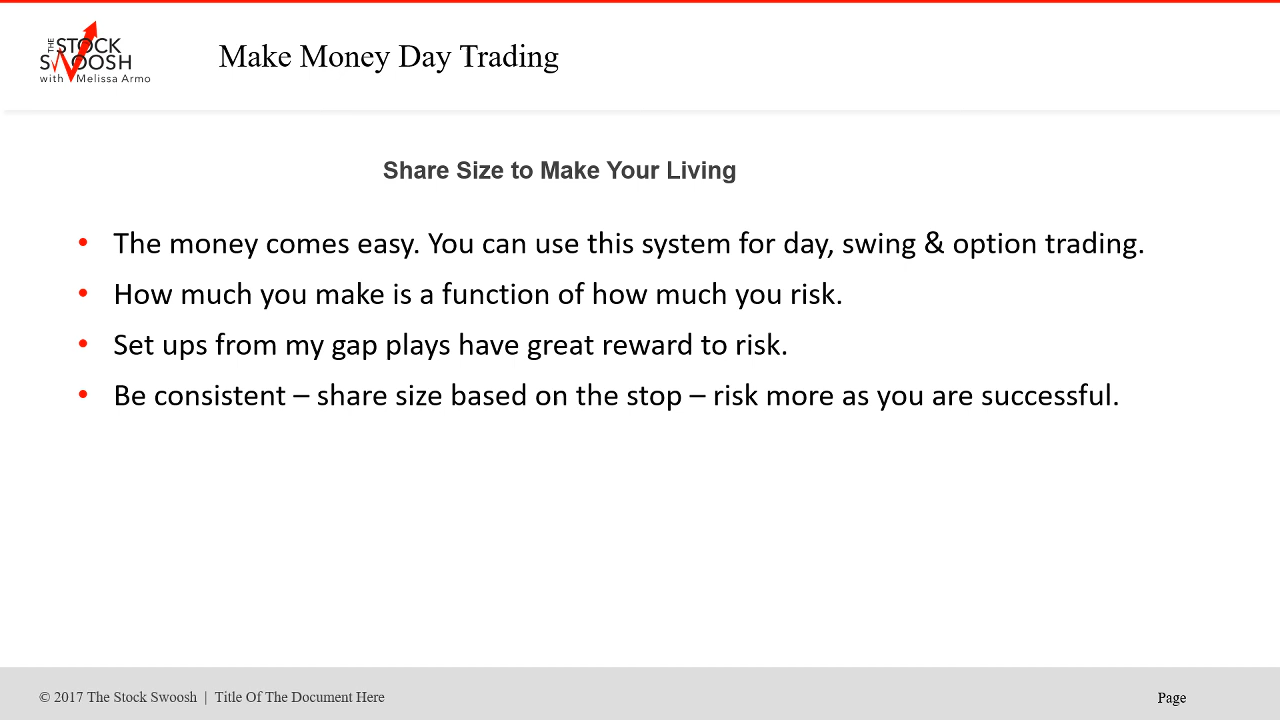 THE STOCK
SWOOSH
with Melissa Armo
Make Money Day Trading
Share Size to Make Your Living
• The money comes easy. You can use this system for day, swing & option trading.
• How much you make is a function of how much you risk.
• Set ups from my gap plays have great reward to risk.
• Be consistent – share size based on the stop – risk more as you are successful.
© 2017 The Stock Swoosh | Title Of The Document Here
Page